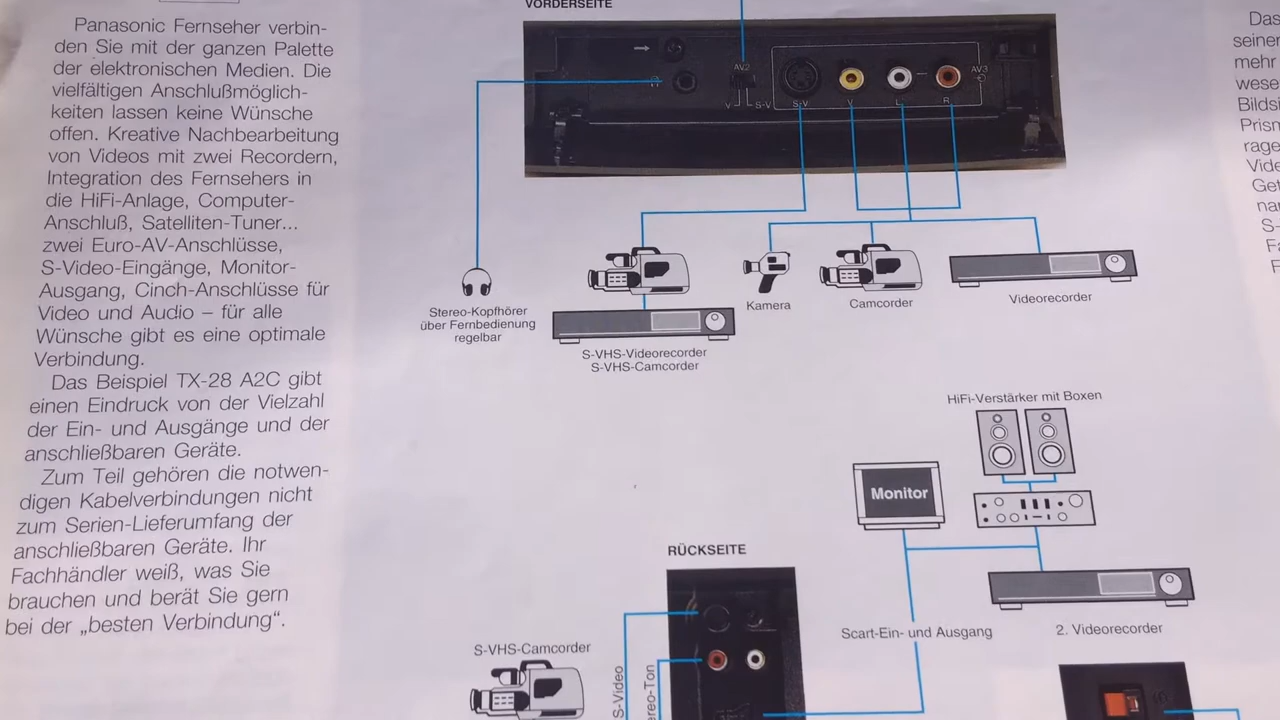 Panasonic Fernseher verbin-
den Sie mit der ganzen Palette
der elektronischen Medien. Die
vielfältigen Anschlußmöglich-
keiten lassen keine Wünsche
offen. Kreative Nachbearbeitung
von Videos mit zwei Recordern,
Integration des Fernsehers in
die HiFi-Anlage, Computer-
Anschluß, Satelliten-Tuner...
zwei Euro-AV-Anschlüsse,
S-Video-Eingänge, Monitor-
Ausgang, Cinch-Anschlüsse für
Video und Audio – für alle
Wünsche gibt es eine optimale
Verbindung.
Das Beispiel TX-28 A2C gibt
einen Eindruck von der Vielzahl
der Ein- und Ausgänge und der
anschließbaren Geräte.
Zum Teil gehören die notwen-
digen Kabelverbindungen nicht
zum Serien-Lieferumfang der
anschließbaren Geräte. Ihr
Fachhändler weiß, was Sie
brauchen und berät Sie gern
bei der „besten Verbindung“.
VORDERSEITE
AV2
V S-V
S-V V L R
AV3
Stereo-Kopfhörer
über Fernbedienung
regelbar
S-VHS-Videorecorder
S-VHS-Camcorder
Kamera
Camcorder
Videorecorder
HiFi-Verstärker mit Boxen
Monitor
RÜCKSEITE
Scart-Ein- und Ausgang
2. Videorecorder
S-VHS-Camcorder
S-Video
ereo-Ton
Das
seiner
mehr
wese
Bilds
Prism
rage
Vide
Get
nau
S-